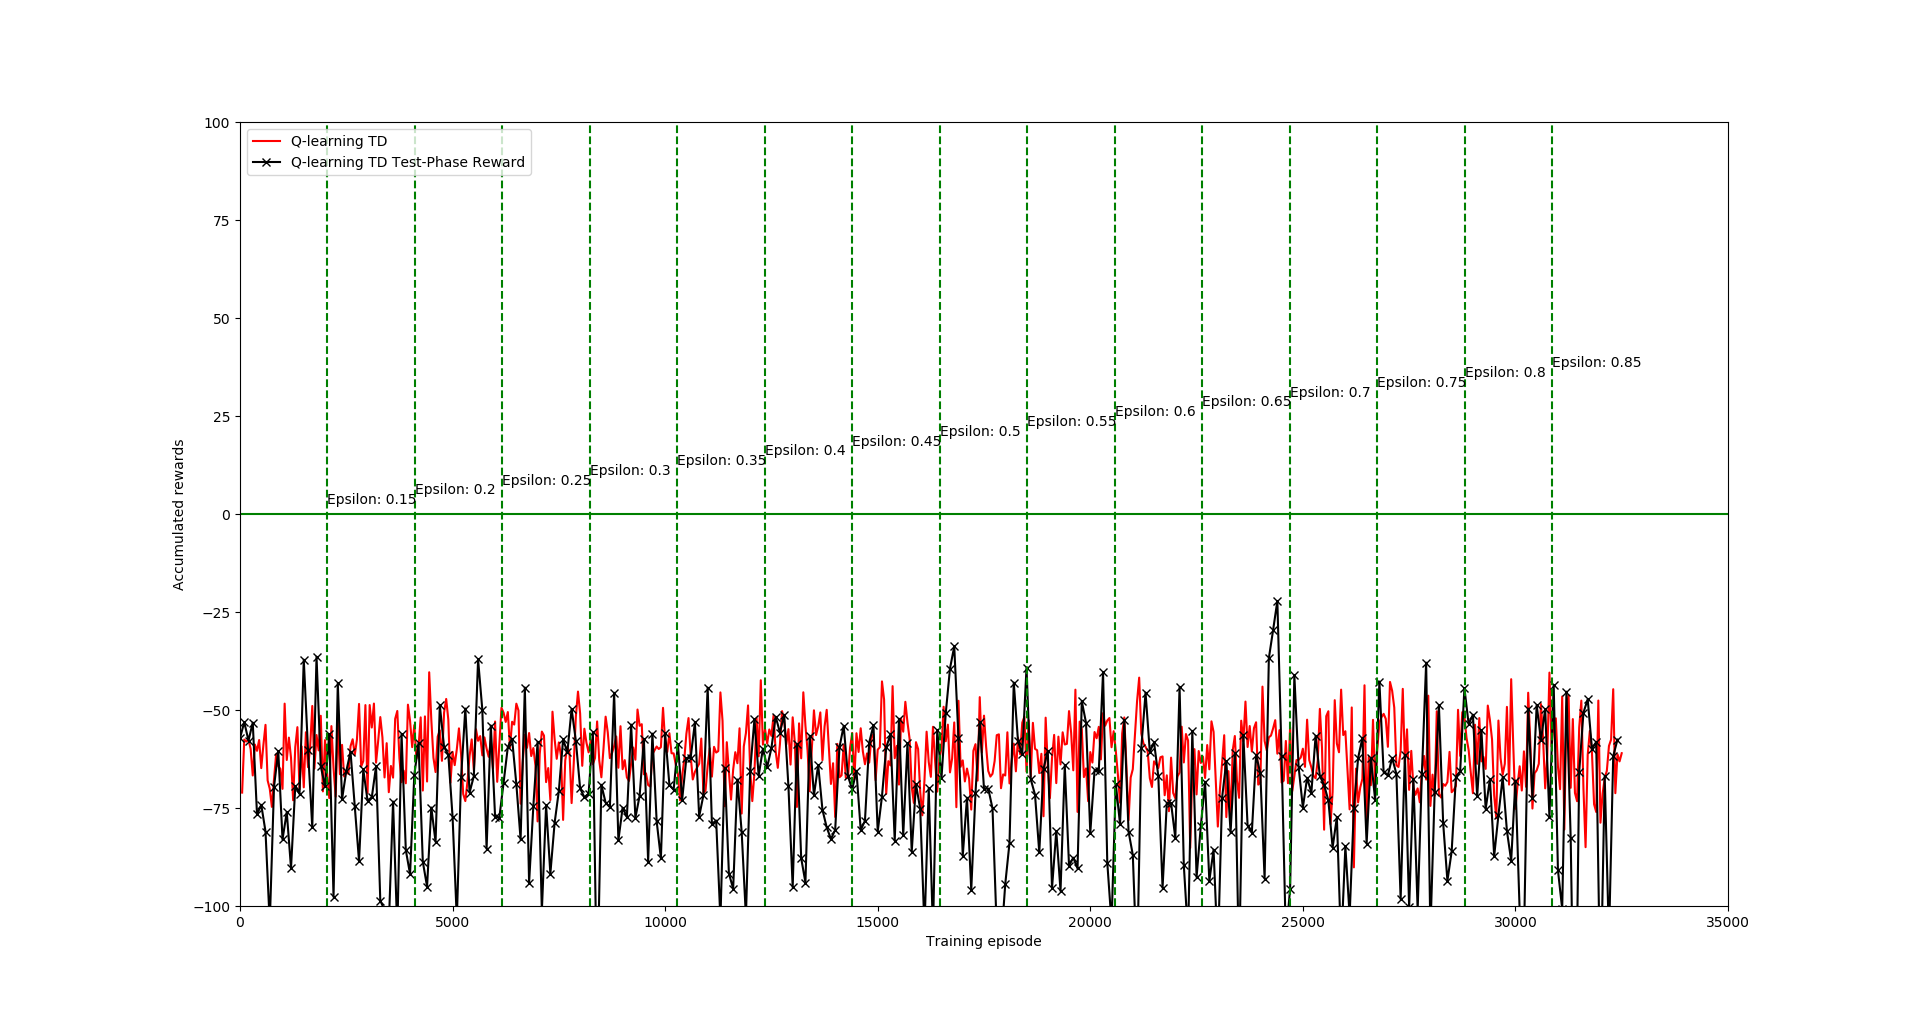 Q-learning TD
Q-learning TD Test-Phase Reward
100
75
50
25
0
−25
−50
−75
−100
Accumulated rewards
Epsilon: 0.15
Epsilon: 0.2
Epsilon: 0.25
Epsilon: 0.3
Epsilon: 0.35
Epsilon: 0.4
Epsilon: 0.45
Epsilon: 0.5
Epsilon: 0.55
Epsilon: 0.6
Epsilon: 0.65
Epsilon: 0.7
Epsilon: 0.75
Epsilon: 0.8
Epsilon: 0.85
0 5000 10000 15000 20000 25000 30000 35000
Training episode